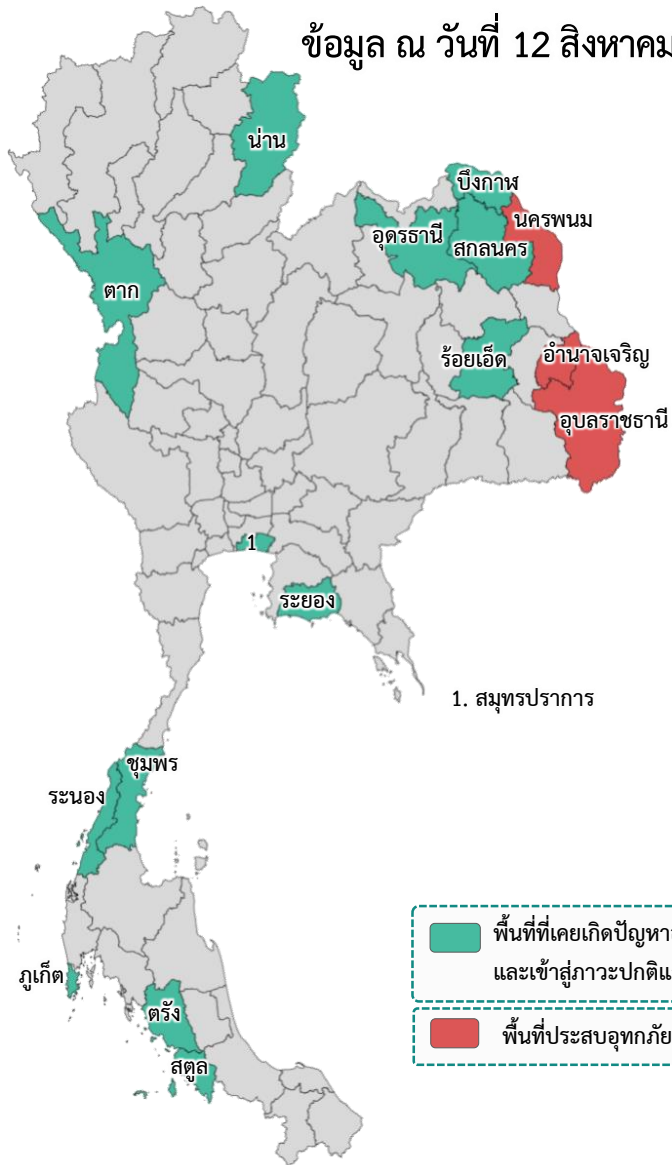 ข้อมูล ณ วันที่ 12 สิงหาคม
น่าน
บึงกาฬ
นครพนม
อุดรธานี
สกลนคร
ตาก
ร้อยเอ็ด
อำนาจเจริญ
อุบลราชธานี
1
ระยอง
1. สมุทรปราการ
ชุมพร
ระนอง
ภูเก็ต
ตรัง
สตูล
พื้นที่ที่เคยเกิดปัญหา
และเข้าสู่ภาวะปกติแ
พื้นที่ประสบอุทกภัย